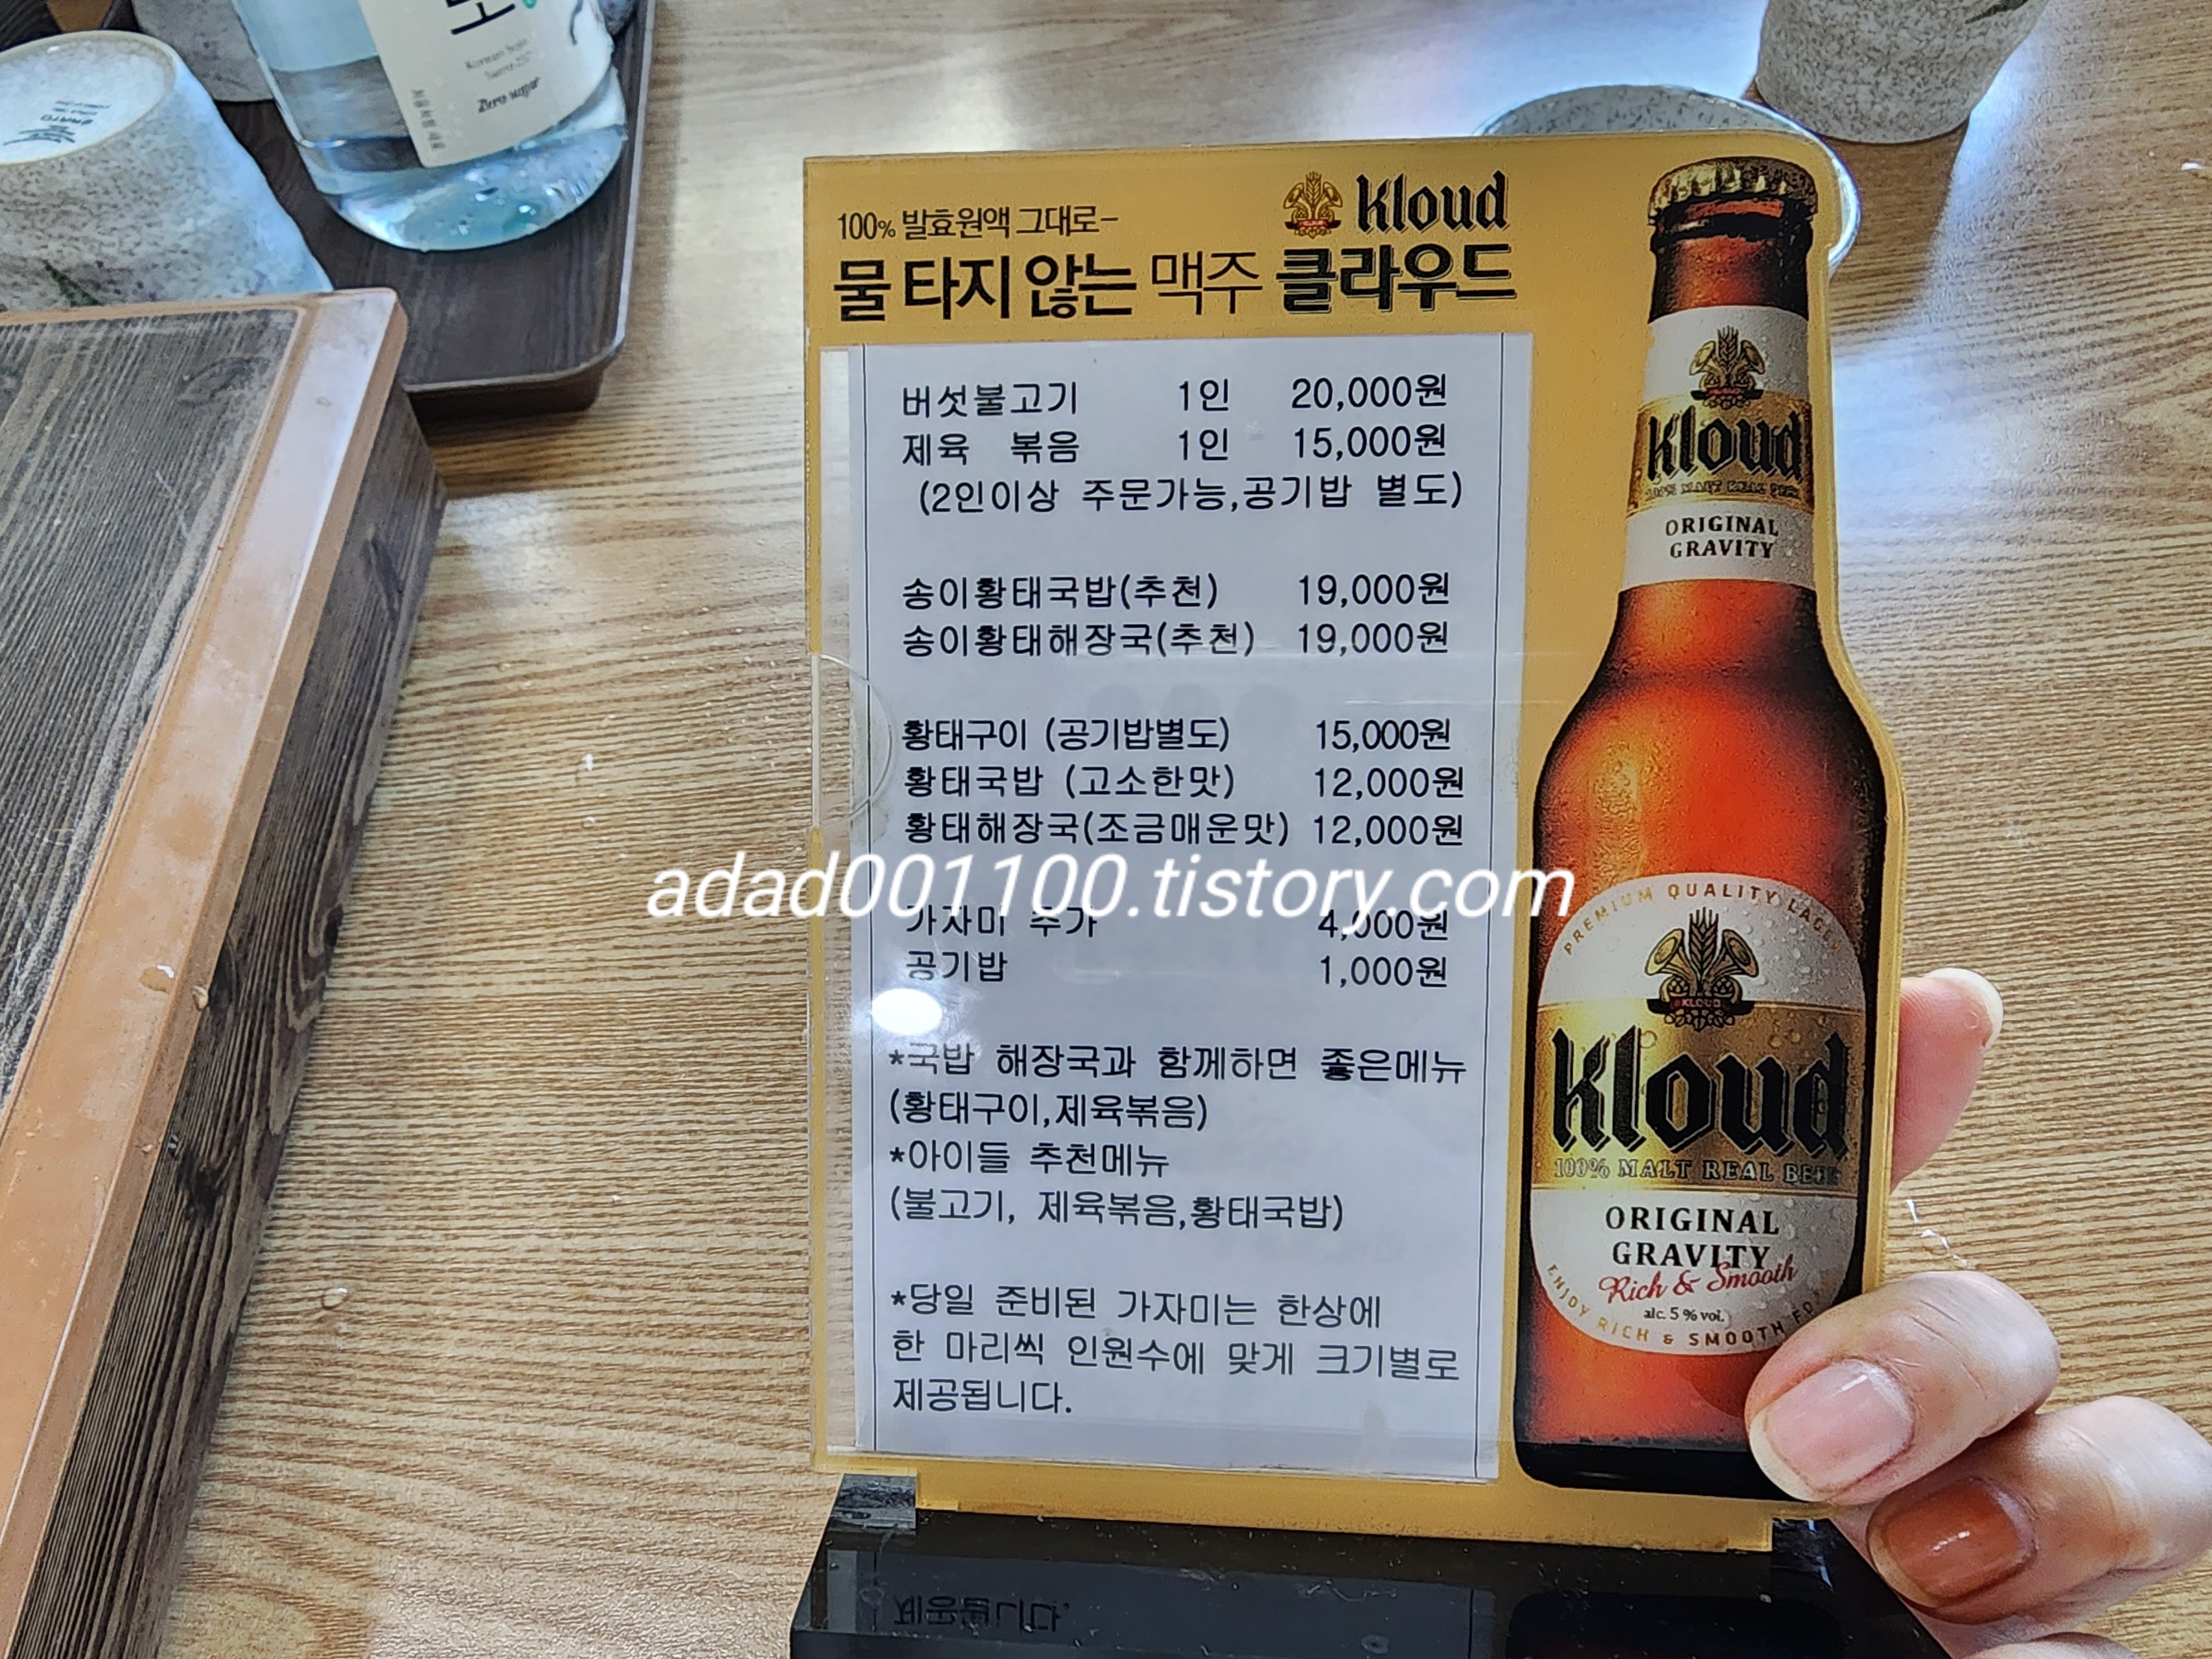 Korean Soju
Zero sugar
100% 발효원액 그대로-
Kloud
물 타지 않는 맥주 클라우드
버섯불고기 1인 20,000원
제육 볶음 1인 15,000원
(2인이상 주문가능,공기밥 별도)
송이황태국밥(추천) 19,000원
송이황태해장국(추천) 19,000원
황태구이 (공기밥별도) 15,000원
황태국밥 (고소한맛) 12,000원
황태해장국(조금매운맛) 12,000원
adad001100.tistory.com
가자미 추가 4,000원
공기밥 1,000원
*국밥 해장국과 함께하면 좋은메뉴
(황태구이,제육볶음)
*아이들 추천메뉴
(불고기, 제육볶음,황태국밥)
*당일 준비된 가자미는 한상에
한 마리씩 인원수에 맞게 크기별로
제공됩니다.
Kloud
100% MALT REAL BEER
ORIGINAL
GRAVITY
PREMIUM QUALITY LAGER
KLOUD
Kloud
100% MALT REAL BEER
ORIGINAL
GRAVITY
Rich & Smooth
alc. 5 % vol.
ENJOY RICH & SMOOTH